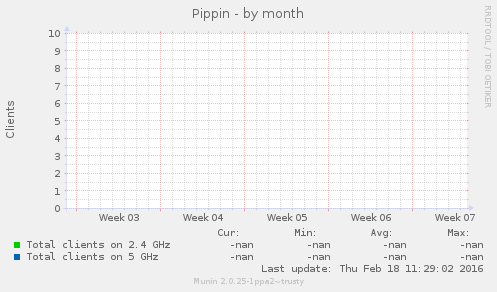 Pippin - by month
RRDTOOL / TOBI OETIKER
Clients
10
9
8
7
6
5
4
3
2
1
0
Week 03 Week 04 Week 05 Week 06 Week 07
Cur: Min: Avg: Max:
Total clients on 2.4 GHz -nan -nan -nan -nan
Total clients on 5 GHz -nan -nan -nan -nan
Last update: Thu Feb 18 11:29:02 2016
Munin 2.0.25-1ppa2~trusty